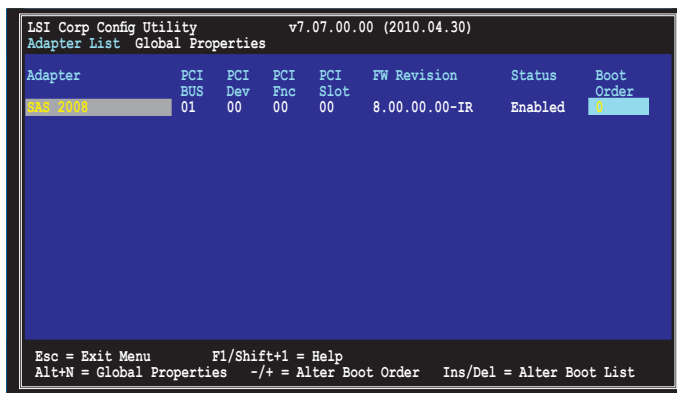 LSI Corp Config Utility v7.07.00.00 (2010.04.30)
Adapter List Global Properties
Adapter PCI PCI PCI PCI FW Revision Status Boot
BUS Dev Fnc Slot Order
SAS 2008 01 00 00 00 8.00.00.00-IR Enabled 0
Esc = Exit Menu F1/Shift+1 = Help
Alt+N = Global Properties -/+ = Alter Boot Order Ins/Del = Alter Boot List